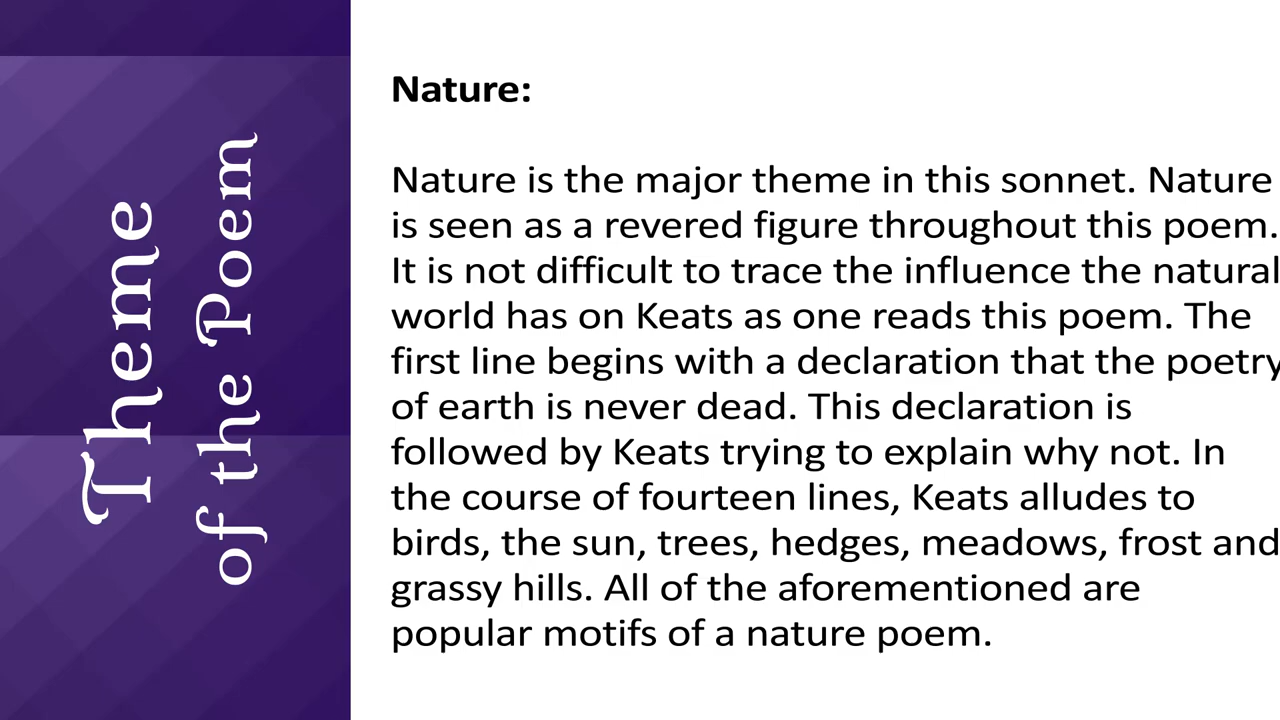 Theme
of the Poem
Nature:
Nature is the major theme in this sonnet. Nature
is seen as a revered figure throughout this poem.
It is not difficult to trace the influence the natural
world has on Keats as one reads this poem. The
first line begins with a declaration that the poetry
of earth is never dead. This declaration is
followed by Keats trying to explain why not. In
the course of fourteen lines, Keats alludes to
birds, the sun, trees, hedges, meadows, frost and
grassy hills. All of the aforementioned are
popular motifs of a nature poem.